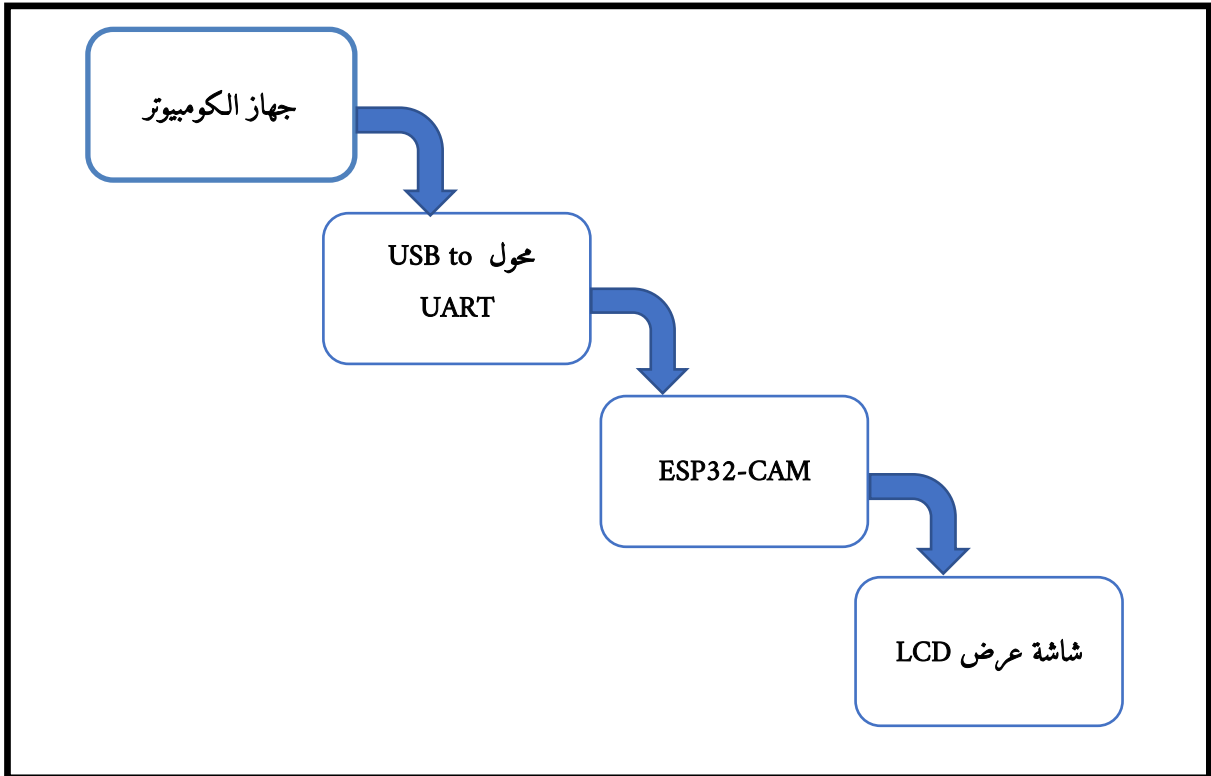 جهاز الكومبيوتر
محول USB to
UART
ESP32-CAM
شاشة عرض LCD